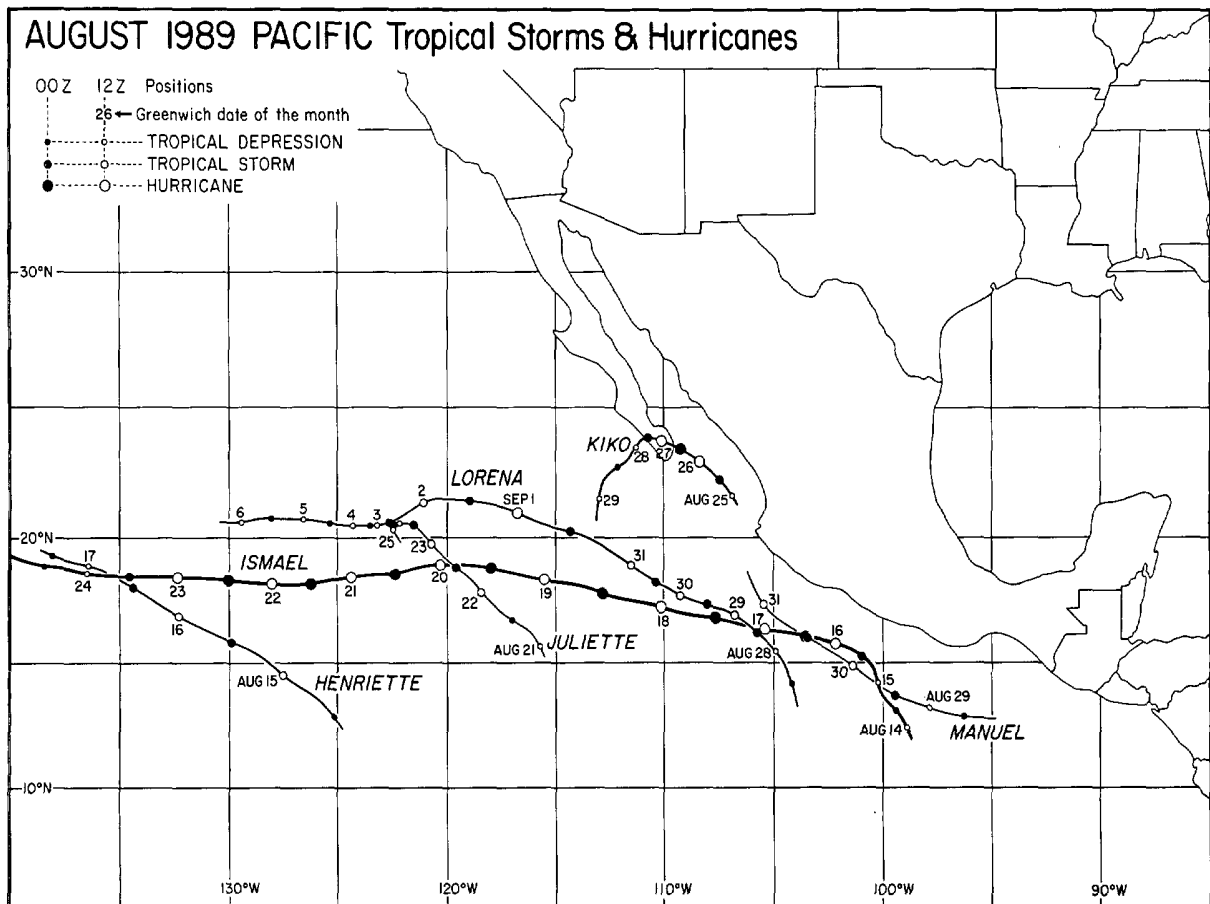 AUGUST 1989 PACIFIC Tropical Storms & Hurricanes
00Z 12Z Positions
26 ← Greenwich date of the month
TROPICAL DEPRESSION
TROPICAL STORM
HURRICANE
30°N
KIKO
28
27
26
29
AUG 25
LORENA
2
SEP 1
6
5
4
3
25
20°N
23
31
17
ISMAEL
24
23
22
21
20
19
18
22
30
29
17
31
16
16
AUG 21
JULIETTE
AUG 28
30
15
AUG 15
HENRIETTE
AUG 29
AUG 14
MANUEL
10°N
130°W
120°W
110°W
100°W
90°W